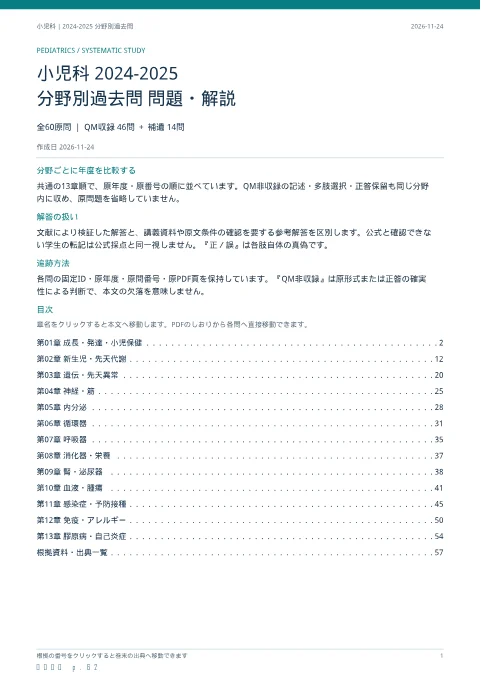 小児科 | 2024-2025 分野別過去問 2026-11-24
PEDIATRICS / SYSTEMATIC STUDY
小児科 2024-2025
分野別過去問 問題・解説
全60原問 | QM収録 46問 + 補遺 14問
作成日 2026-11-24
分野ごとに年度を比較する
共通の13章順で、原年度・原番号の順に並べています。QM非収録の記述・多肢選択・正答保留も同じ分野
内に収め、原問題を省略していません。
解答の扱い
文献により検証した解答と、講義資料や原文条件の確認を要する参考解答を区別します。公式と確認できな
い学生の転記は公式採点と同一視しません。『正 / 誤』は各肢自体の真偽です。
追跡方法
各問の固定ID・原年度・原問番号・原PDF頁を保持しています。『QM非収録』は原形式または正答の確実
性による判断で、本文の欠落を意味しません。
目次
章名をクリックすると本文へ移動します。PDFのしおりから各問へ直接移動できます。
第01章 成長・発達・小児保健 2
第02章 新生児・先天代謝 12
第03章 遺伝・先天異常 20
第04章 神経・筋 25
第05章 内分泌 28
第06章 循環器 31
第07章 呼吸器 35
第08章 消化器・栄養 37
第09章 腎・泌尿器 38
第10章 血液・腫瘍 41
第11章 感染症・予防接種 45
第12章 免疫・アレルギー 50
第13章 膠原病・自己炎症 54
根拠資料・出典一覧 57
根拠の番号をクリックすると巻末の出典へ移動できます 1
p. 57